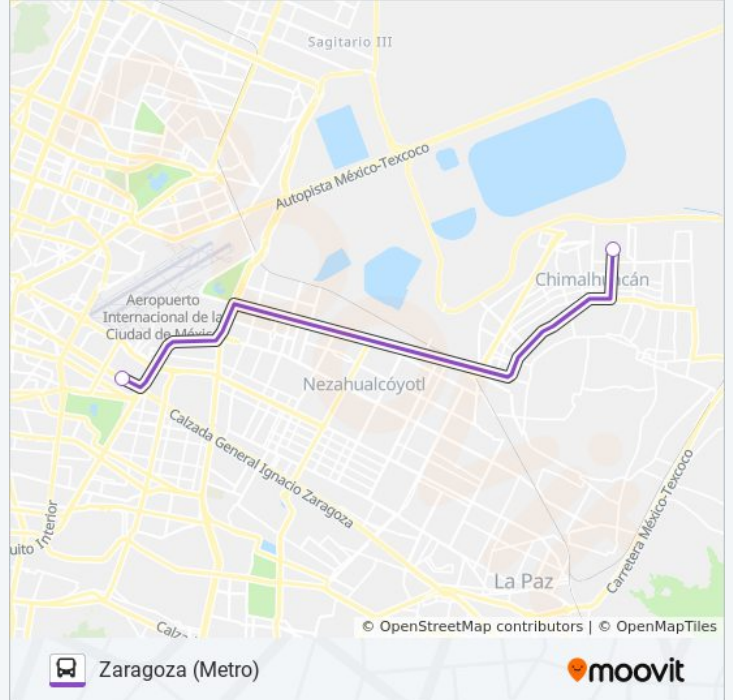 Sagitario III
Autopista México-Texcoco
Chimalhuacán
Aeropuerto
Internacional de la
Ciudad de México
Nezahualcóyotl
Calzada General Ignacio Zaragoza
uito Interior
Carretera México-Texcoco
La Paz
Calza
© OpenStreetMap contributors | © OpenMapTiles
Zaragoza (Metro)
moovit